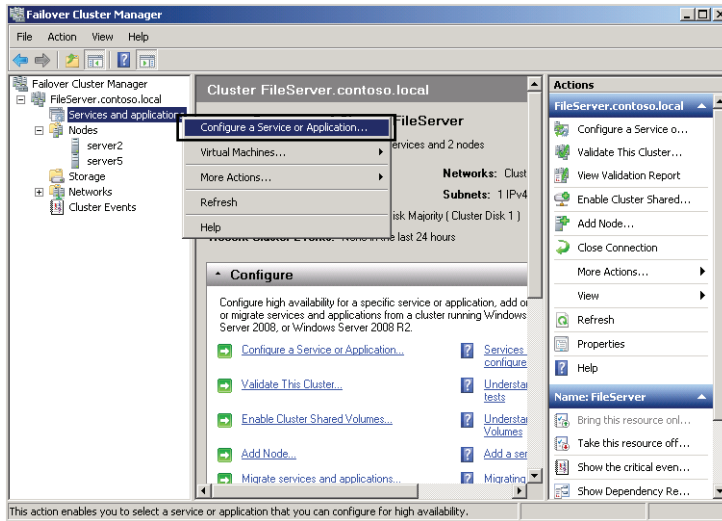 Failover Cluster Manager
File Action View Help
Failover Cluster Manager
FileServer.contoso.local
Services and applications
Nodes
server2
server5
Storage
Networks
Cluster Events
Configure a Service or Application...
Virtual Machines...
More Actions...
Refresh
Help
Cluster FileServer.contoso.local
FileServer
ervices and 2 nodes
Networks: Clust
Subnets: 1 IPv4
isk Majority ( Cluster Disk 1 )
in the last 24 hours
Configure
Configure high availability for a specific service or application, add on
or migrate services and applications from a cluster running Windows
Server 2008, or Windows Server 2008 R2.
Configure a Service or Application...
Services
configure
Validate This Cluster...
Understan
tests
Enable Cluster Shared Volumes...
Understan
Volumes
Add Node...
Add a ser
Migrate services and applications...
Migrating
Actions
FileServer.contoso.local
Configure a Service o...
Validate This Cluster...
View Validation Report
Enable Cluster Shared...
Add Node...
Close Connection
More Actions...
View
Refresh
Properties
Help
Name: FileServer
Bring this resource onl...
Take this resource off...
Show the critical even...
Show Dependency Re...
This action enables you to select a service or application that you can configure for high availability.